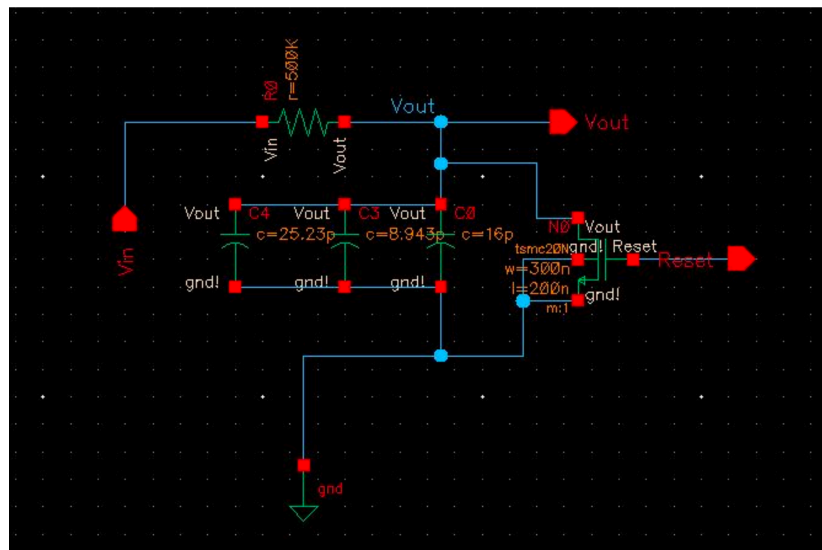 R0
r=500K
Vout
Vout
Vin
Vout
Vin
Vout
C4
Vout
C3
Vout
C0
c=25.23p
c=8.943p
c=16p
gnd!
gnd!
gnd!
N0
Vout
tsmc20N
gnd!
Reset
Reset
w=300n
l=200n
gnd!
m:1
gnd